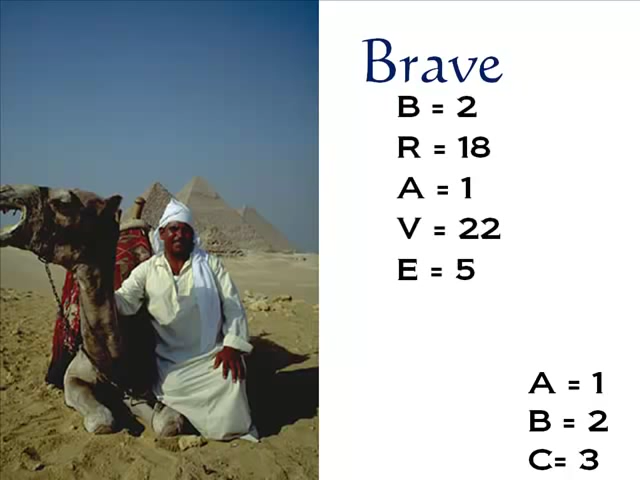 Brave
B = 2
R = 18
A = 1
V = 22
E = 5
A = 1
B = 2
C= 3